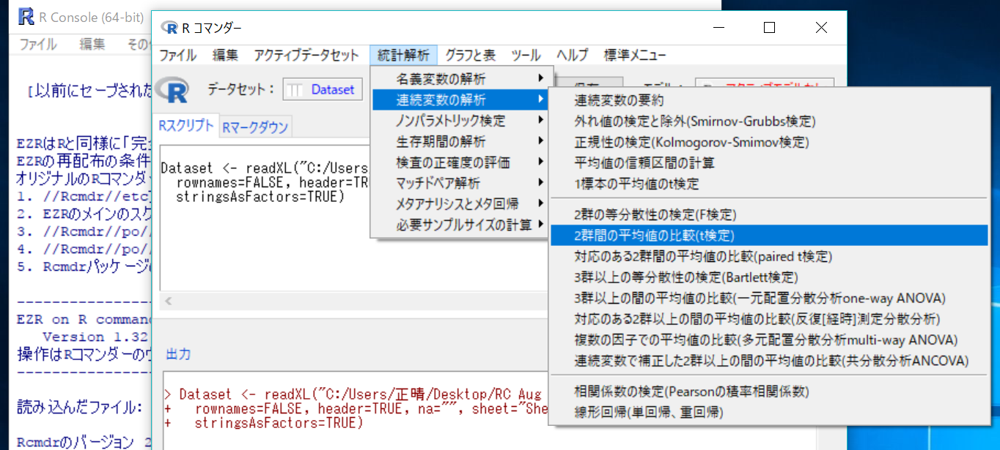 R Console (64-bit)
ファイル 編集 その
[以前にセーブされた
EZRはRと同様に「完
EZRの再配布の条件
オリジナルのRコマンダ
1. //Rcmdr//etc
2. EZRのメインのスク
3. //Rcmdr//po/
4. //Rcmdr//po/
5. Rcmdrパッケージ
EZR on R comman
Version 1.32
操作はRコマンダーの
読み込んだファイル:
Rcmdrのバージョン 2
R コマンダー
ファイル 編集 アクティブデータセット 統計解析 グラフと表 ツール ヘルプ 標準メニュー
データセット: Dataset
Rスクリプト Rマークダウン
Dataset <- readXL("C:/Users
rownames=FALSE, header=TR
stringsAsFactors=TRUE)
出力
> Dataset <- readXL("C:/Users/正晴/Desktop/RC Aug
+ rownames=FALSE, header=TRUE, na="", sheet="She
+ stringsAsFactors=TRUE)
名義変数の解析
連続変数の解析
ノンパラメトリック検定
生存期間の解析
検査の正確度の評価
マッチドペア解析
メタアナリシスとメタ回帰
必要サンプルサイズの計算
連続変数の要約
外れ値の検定と除外(Smirnov-Grubbs検定)
正規性の検定(Kolmogorov-Smirnov検定)
平均値の信頼区間の計算
1標本の平均値のt検定
2群の等分散性の検定(F検定)
2群間の平均値の比較(t検定)
対応のある2群間の平均値の比較(paired t検定)
3群以上の等分散性の検定(Bartlett検定)
3群以上の間の平均値の比較(一元配置分散分析one-way ANOVA)
対応のある2群以上の間の平均値の比較(反復[経時]測定分散分析)
複数の因子での平均値の比較(多元配置分散分析multi-way ANOVA)
連続変数で補正した2群以上の間の平均値の比較(共分散分析ANCOVA)
相関係数の検定(Pearsonの積率相関係数)
線形回帰(単回帰、重回帰)